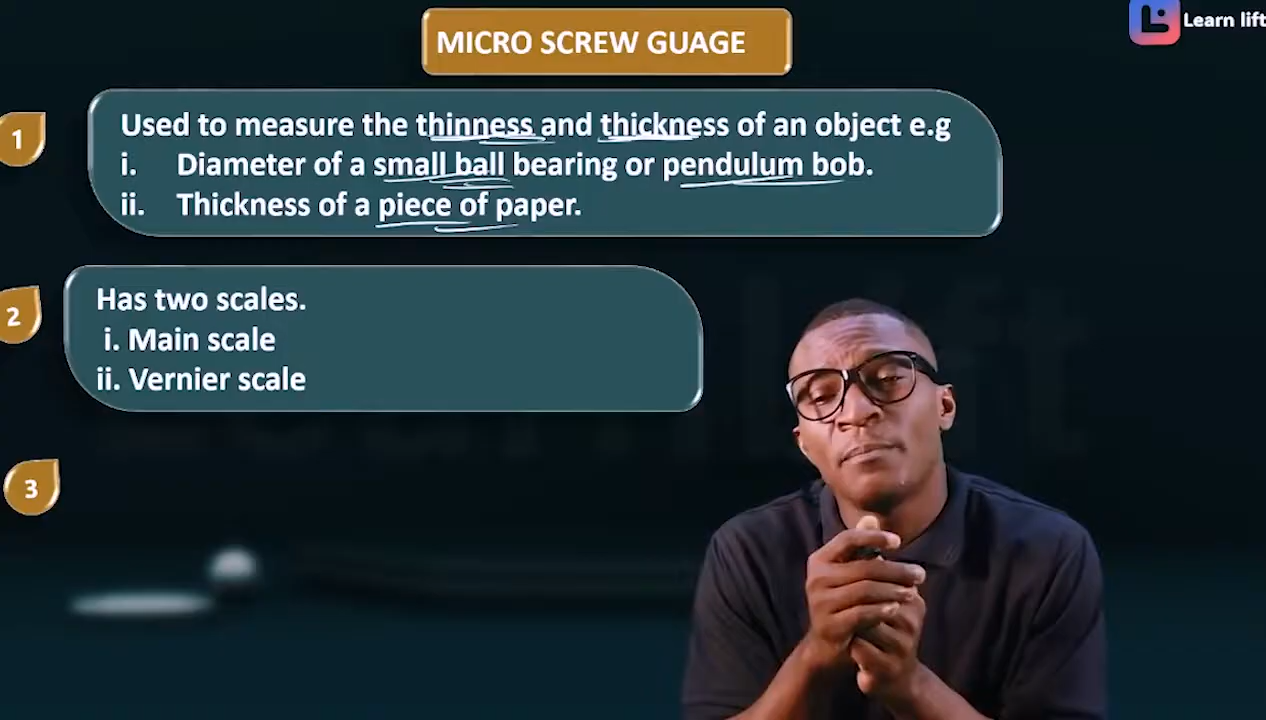 Learn lift
MICRO SCREW GUAGE
1
Used to measure the thinness and thickness of an object e.g
i. Diameter of a small ball bearing or pendulum bob.
ii. Thickness of a piece of paper.
2
Has two scales.
i. Main scale
ii. Vernier scale
3